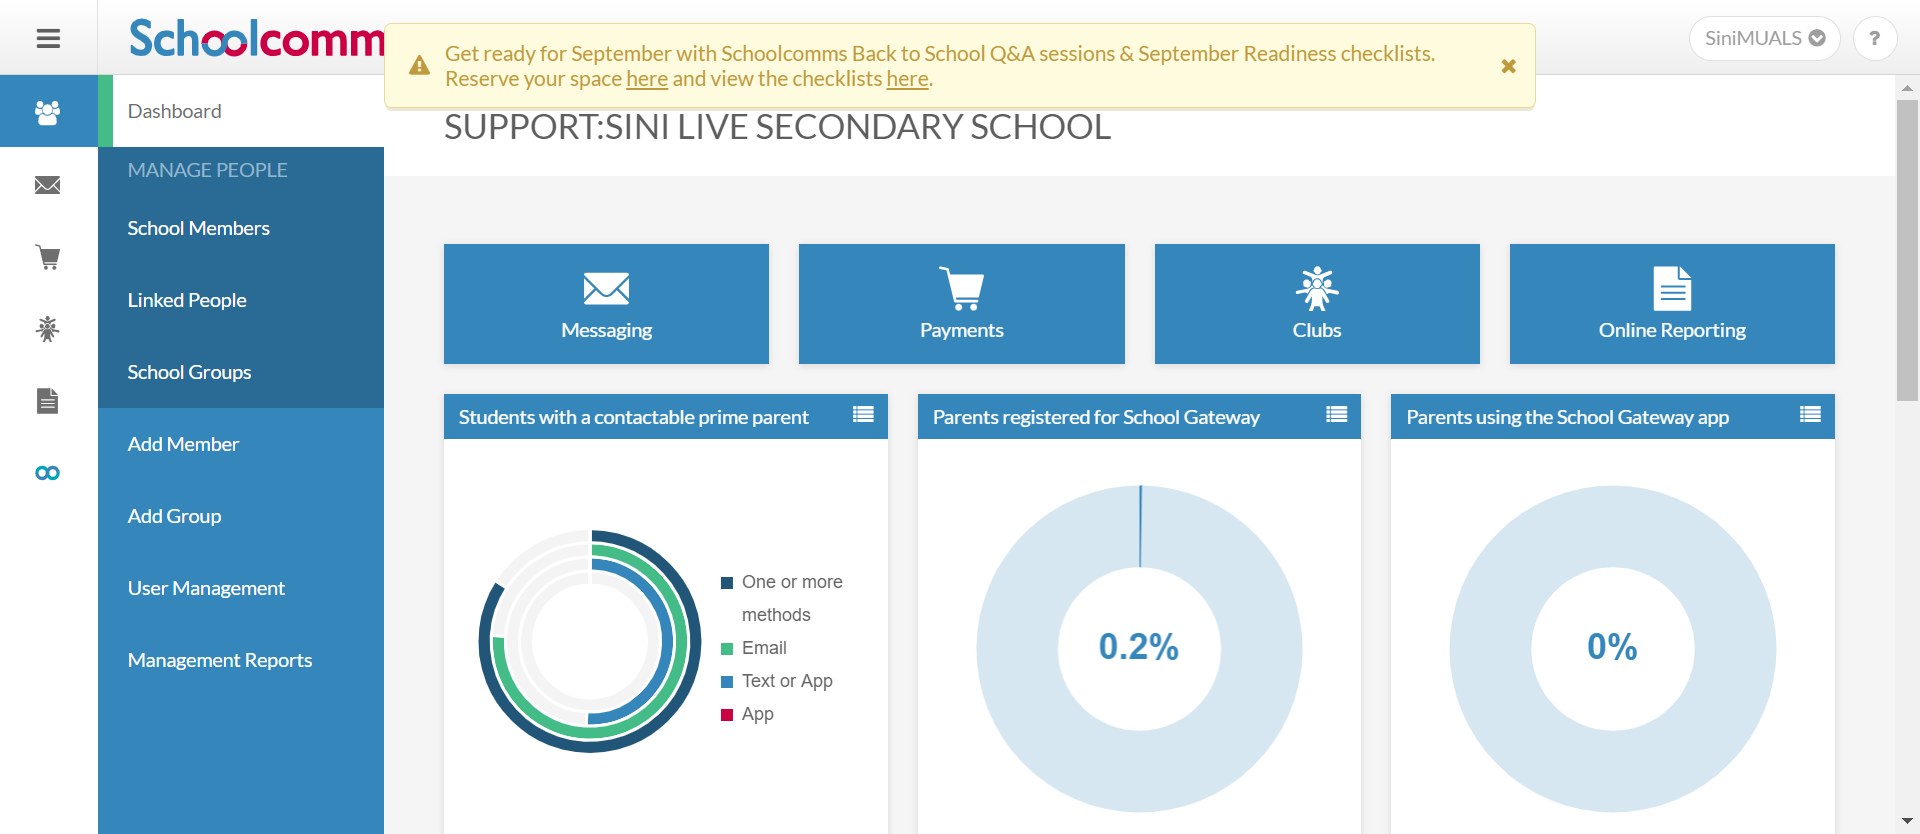 Schoolcomm
Get ready for September with Schoolcomms Back to School Q&A sessions & September Readiness checklists.
Reserve your space here and view the checklists here.
SiniMUALS
?
Dashboard
MANAGE PEOPLE
School Members
Linked People
School Groups
Add Member
Add Group
User Management
Management Reports
SUPPORT:SINI LIVE SECONDARY SCHOOL
Messaging
Payments
Clubs
Online Reporting
Students with a contactable prime parent
One or more
methods
Email
Text or App
App
Parents registered for School Gateway
0.2%
Parents using the School Gateway app
0%